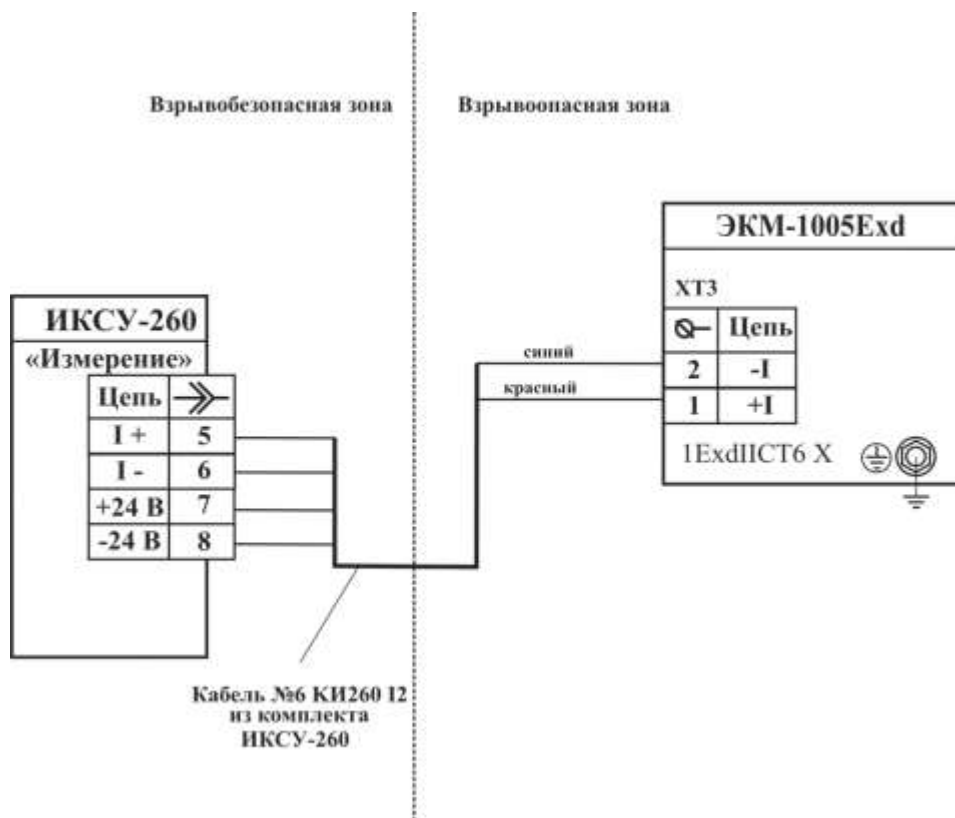 Взрывобезопасная зона
Взрывоопасная зона
ЭКМ-1005Exd
XT3
Цепь
2 -I
1 +I
1ExdIICT6 X
синий
красный
ИКСУ-260
«Измерение»
Цепь
I + 5
I - 6
+24 В 7
-24 В 8
Кабель №6 КИ260 I2
из комплекта
ИКСУ-260